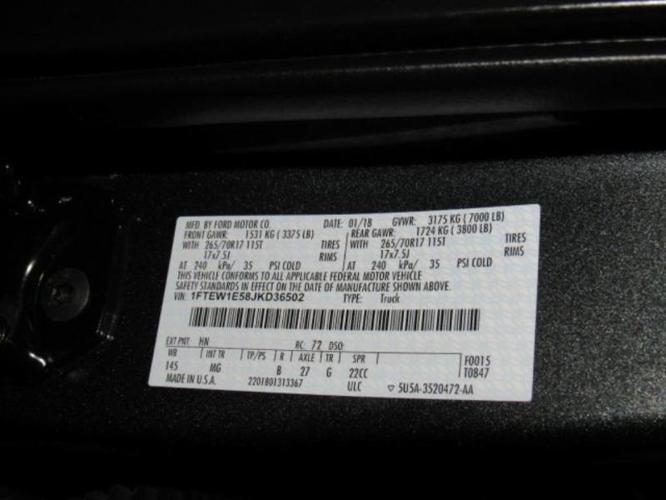 MFD. BY FORD MOTOR CO. DATE: 01/18 GVWR: 3175 KG ( 7000 LB)
FRONT GAWR: 1531 KG ( 3375 LB) REAR GAWR: 1724 KG ( 3800 LB)
WITH 265/70R17 115T TIRES WITH 265/70R17 115T TIRES
17x7.5J RIMS 17x7.5J RIMS
AT 240 kPa/ 35 PSI COLD AT 240 kPa/ 35 PSI COLD
THIS VEHICLE CONFORMS TO ALL APPLICABLE FEDERAL MOTOR VEHICLE
SAFETY STANDARDS IN EFFECT ON THE DATE OF MANUFACTURE SHOWN ABOVE.
VIN: 1FTEW1E58JKD36502 TYPE: Truck
EXT PNT: HN RC: 72 DSO:
WB INT TR TP/PS R AXLE TR SPR F0015
145 MG B 27 G 22CC T0847
MADE IN U.S.A. 2201801313367 ULC 5U5A-3520472-AA